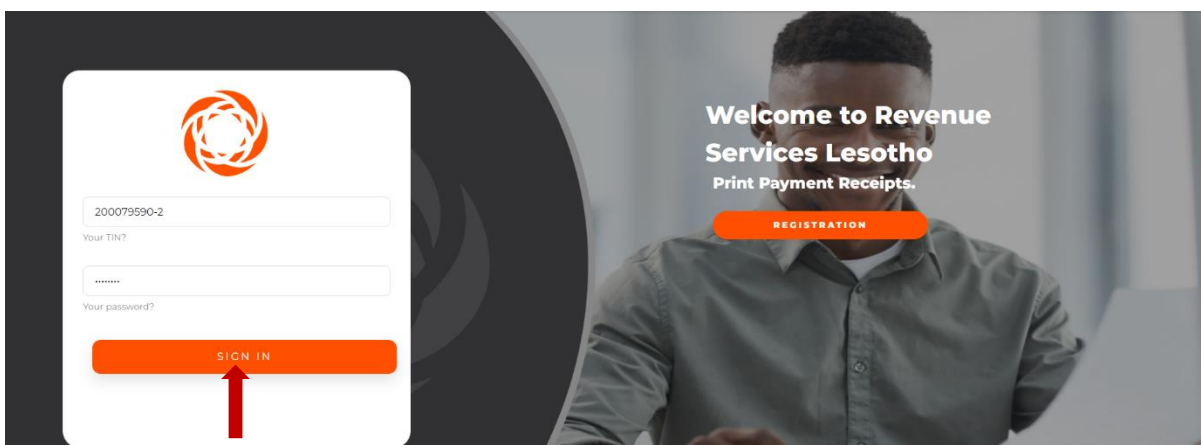 200079590-2
Your TIN?
········
Your password?
SIGN IN
Welcome to Revenue
Services Lesotho
Print Payment Receipts.
REGISTRATION